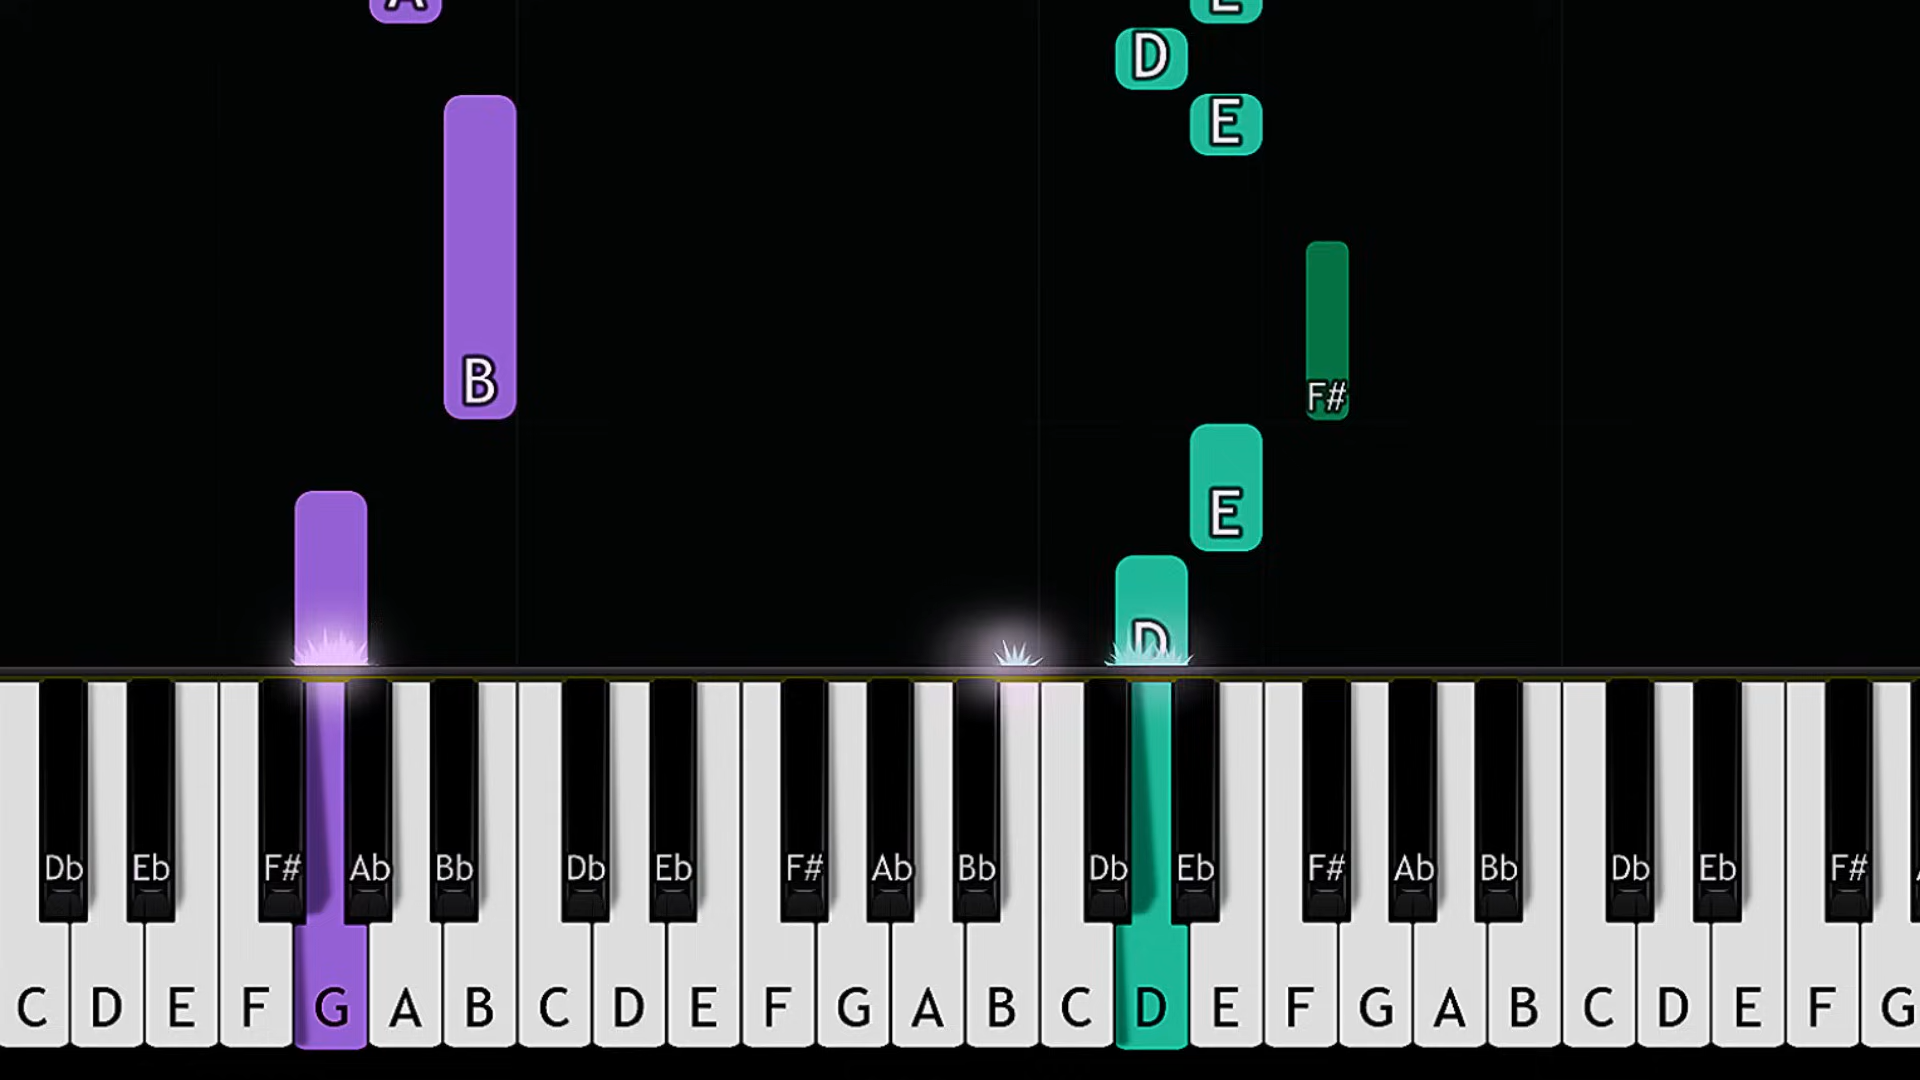 A E
D
E
B F#
E
D
Db Eb F# Ab Bb Db Eb F# Ab Bb Db Eb F# Ab Bb Db Eb F#
C D E F G A B C D E F G A B C D E F G A B C D E F G